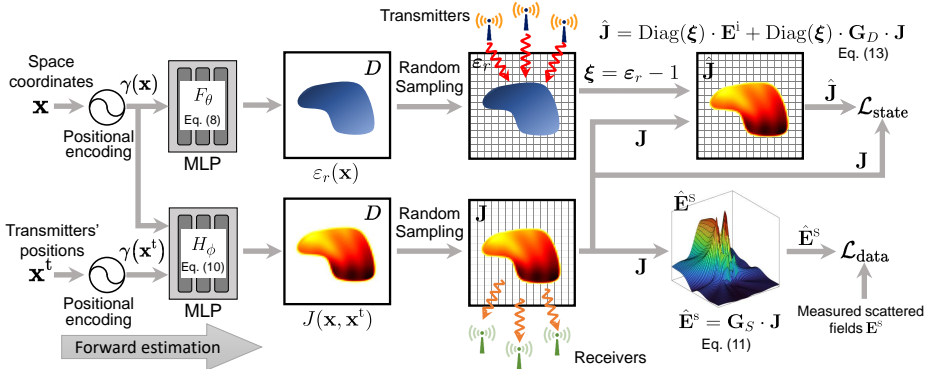 Transmitters
Ĵ = Diag(ξ) · Eⁱ + Diag(ξ) · G_D · J
Eq. (13)
Space
coordinates
x
γ(x)
Positional
encoding
F_θ
Eq. (8)
MLP
D
ε_r(x)
Random
Sampling
ε_r
ξ = ε_r − 1
Ĵ
Ĵ
L_state
J
J
Transmitters'
positions
x^t
γ(x^t)
Positional
encoding
H_ϕ
Eq. (10)
MLP
D
J(x, x^t)
Random
Sampling
J
J
Ê^s
Ê^s
L_data
Ê^s = G_S · J
Eq. (11)
Measured scattered
fields E^s
Forward estimation
Receivers